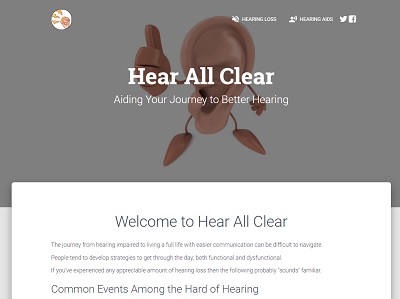 HEARING LOSS HEARING AIDS
Hear All Clear
Aiding Your Journey to Better Hearing
Welcome to Hear All Clear
The journey from hearing impaired to living a full life with easier communication can be difficult to navigate.
People tend to develop strategies to get through the day; both functional and dysfunctional.
If you've experienced any appreciable amount of hearing loss then the following probably "sounds" familiar.
Common Events Among the Hard of Hearing